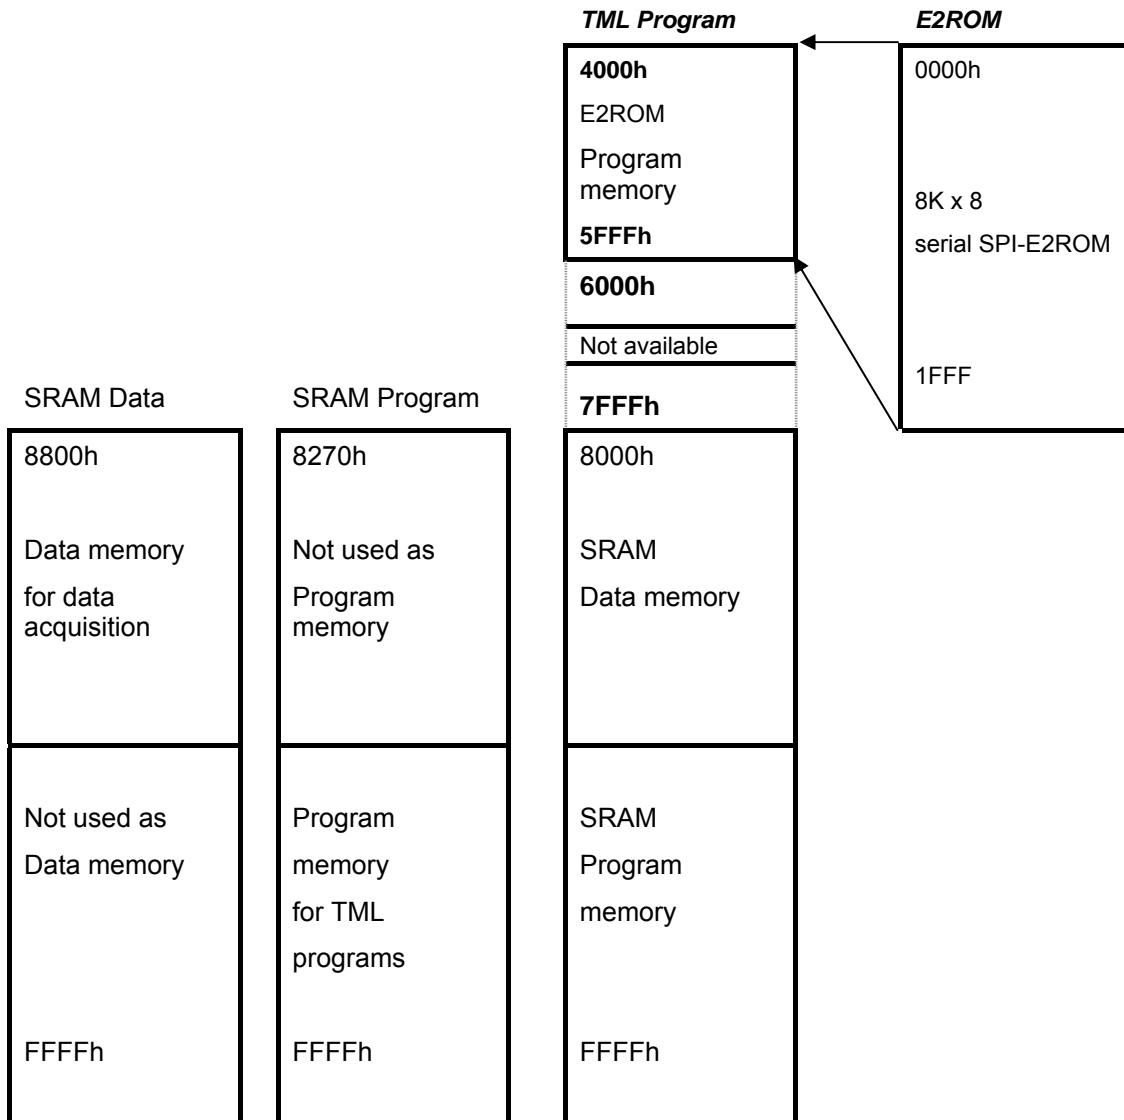 TML Program
E2ROM
4000h
E2ROM
Program
memory
5FFFh
6000h
Not available
7FFFh
0000h
8K x 8
serial SPI-E2ROM
1FFF
SRAM Data
8800h
Data memory
for data
acquisition
Not used as
Data memory
FFFFh
SRAM Program
8270h
Not used as
Program
memory
Program
memory
for TML
programs
FFFFh
8000h
SRAM
Data memory
SRAM
Program
memory
FFFFh